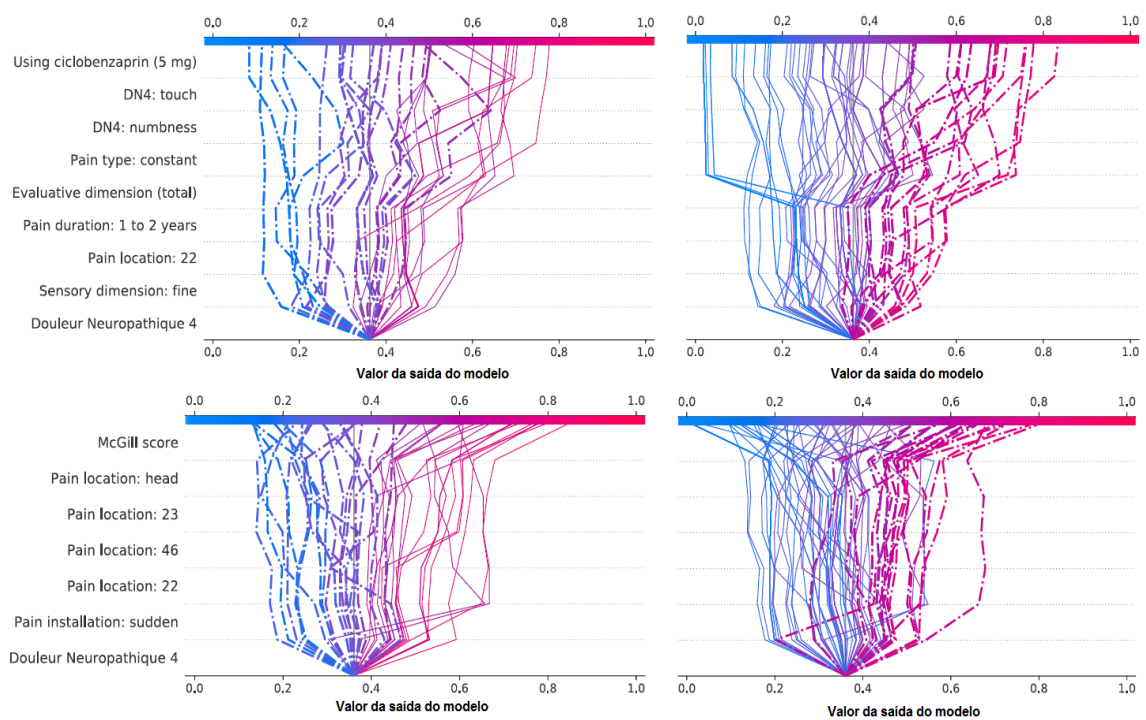 0.0 0.2 0.4 0.6 0.8 1.0
0.0 0.2 0.4 0.6 0.8 1.0
Using ciclobenzaprin (5 mg)
DN4: touch
DN4: numbness
Pain type: constant
Evaluative dimension (total)
Pain duration: 1 to 2 years
Pain location: 22
Sensory dimension: fine
Douleur Neuropathique 4
0.0 0.2 0.4 0.6 0.8 1.0
0.0 0.2 0.4 0.6 0.8 1.0
Valor da saída do modelo
Valor da saída do modelo
0.0 0.2 0.4 0.6 0.8 1.0
0.0 0.2 0.4 0.6 0.8 1.0
McGill score
Pain location: head
Pain location: 23
Pain location: 46
Pain location: 22
Pain installation: sudden
Douleur Neuropathique 4
0.0 0.2 0.4 0.6 0.8 1.0
0.0 0.2 0.4 0.6 0.8 1.0
Valor da saída do modelo
Valor da saída do modelo